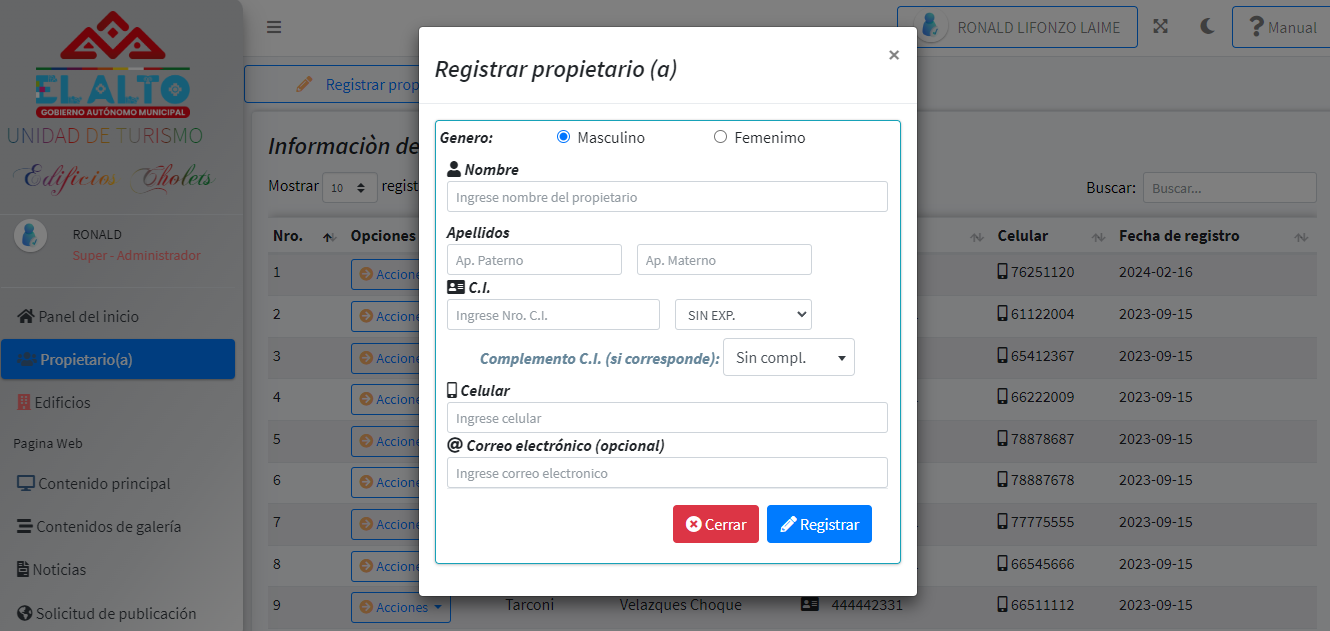 EL ALTO
GOBIERNO AUTÓNOMO MUNICIPAL
UNIDAD DE TURISMO
Edificios Cholets
RONALD
Super - Administrador
Panel del inicio
Propietario(a)
Edificios
Pagina Web
Contenido principal
Contenidos de galería
Noticias
Solicitud de publicación
RONALD LIFONZO LAIME
Manual
Registrar prop
Informaciòn de
Mostrar 10 regist
Buscar: Buscar...
Nro. Opciones Celular Fecha de registro
1 Accione 76251120 2024-02-16
2 Accione 61122004 2023-09-15
3 Accione 65412367 2023-09-15
4 Accione 66222009 2023-09-15
5 Accione 78878687 2023-09-15
6 Accione 78887678 2023-09-15
7 Accione 77775555 2023-09-15
8 Accione 66545666 2023-09-15
9 Acciones Tarconi Velazques Choque 444442331 66511112 2023-09-15
Registrar propietario (a)
×
Genero: Masculino Femenimo
Nombre
Ingrese nombre del propietario
Apellidos
Ap. Paterno Ap. Materno
C.I.
Ingrese Nro. C.I. SIN EXP.
Complemento C.I. (si corresponde): Sin compl.
Celular
Ingrese celular
Correo electrónico (opcional)
Ingrese correo electronico
Cerrar Registrar